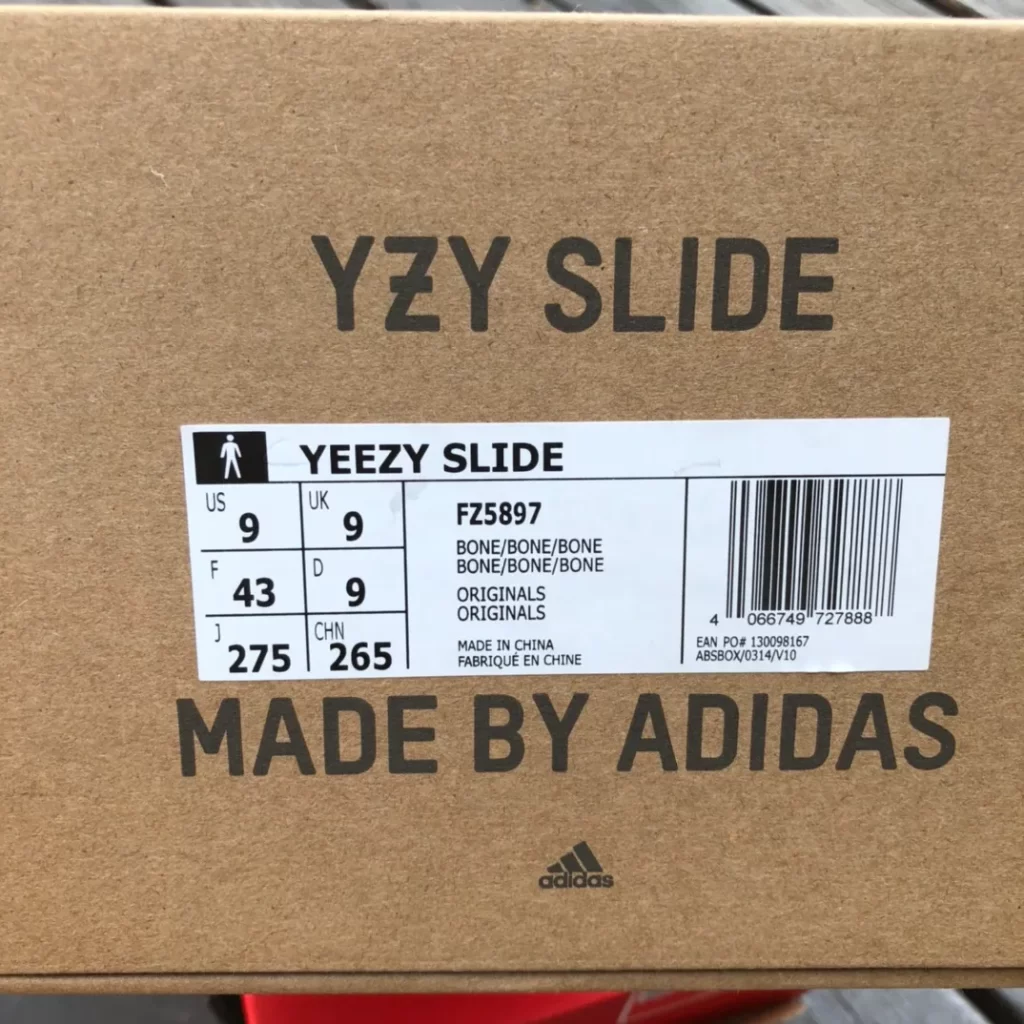 YZY SLIDE
YEEZY SLIDE
US 9 UK 9
F 43 D 9
J 275 CHN 265
FZ5897
BONE/BONE/BONE
BONE/BONE/BONE
ORIGINALS
ORIGINALS
MADE IN CHINA
FABRIQUÉ EN CHINE
4 066749 727888
EAN PO# 130098167
ABSBOX/0314/V10
MADE BY ADIDAS
adidas